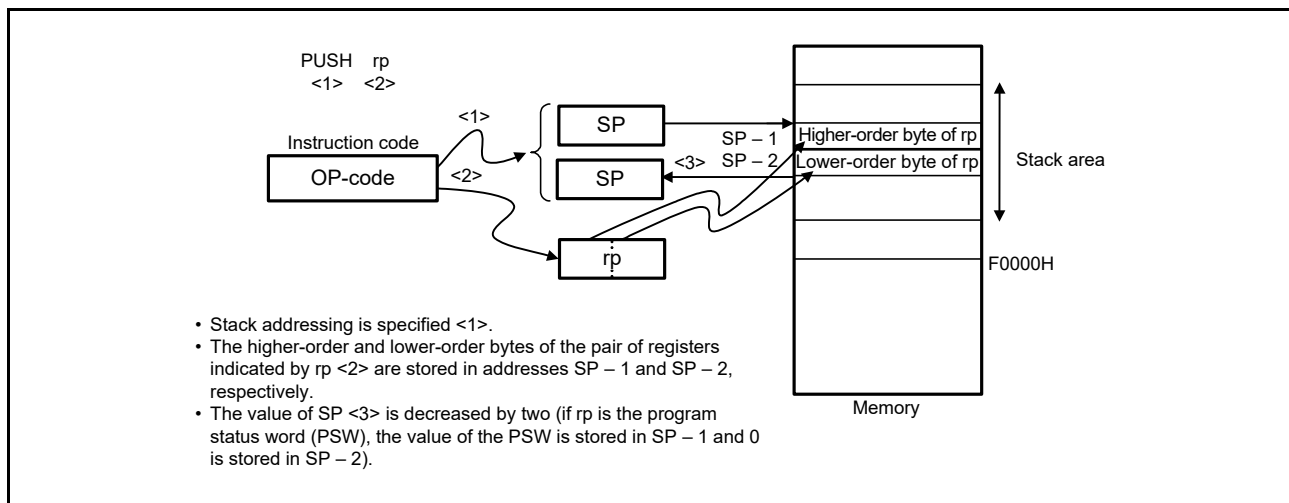 PUSH rp
<1> <2>
Instruction code
OP-code
<1>
<2>
SP
SP
rp
SP – 1
SP – 2
<3>
Higher-order byte of rp
Lower-order byte of rp
Stack area
F0000H
Memory
• Stack addressing is specified <1>.
• The higher-order and lower-order bytes of the pair of registers
indicated by rp <2> are stored in addresses SP – 1 and SP – 2,
respectively.
• The value of SP <3> is decreased by two (if rp is the program
status word (PSW), the value of the PSW is stored in SP – 1 and 0
is stored in SP – 2).